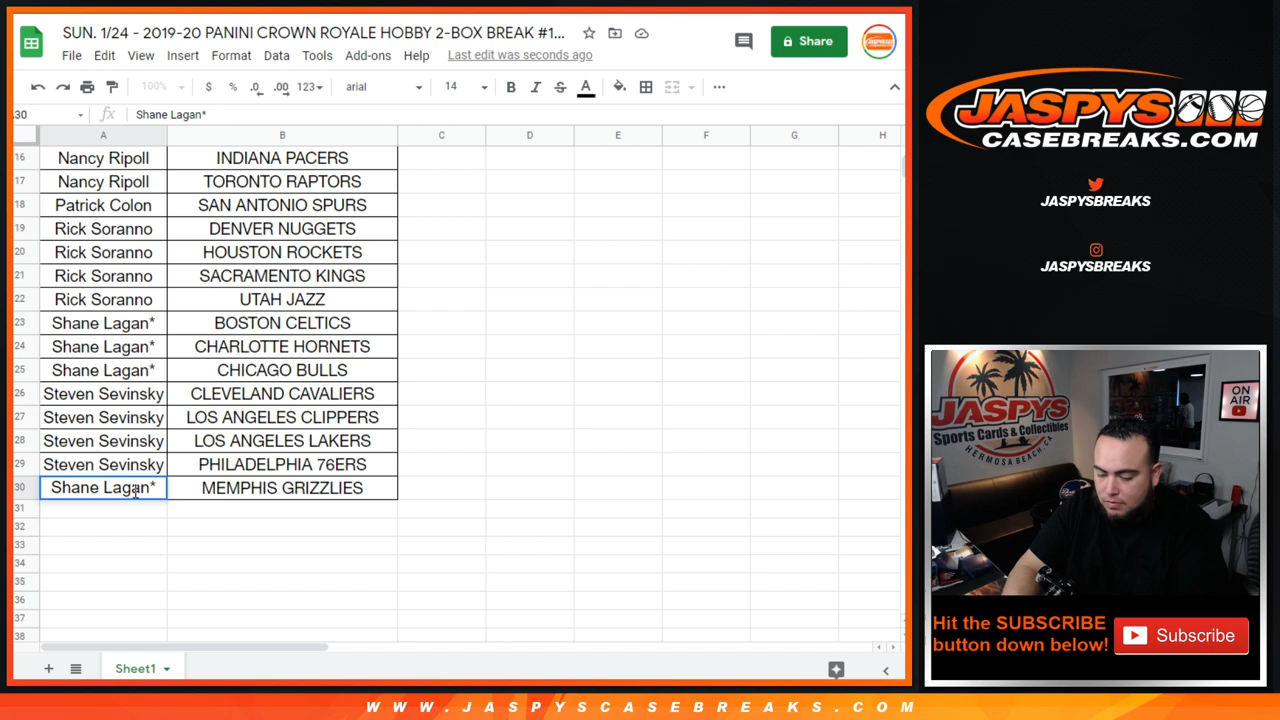 SUN. 1/24 - 2019-20 PANINI CROWN ROYALE HOBBY 2-BOX BREAK #1...
File Edit View Insert Format Data Tools Add-ons Help Last edit was seconds ago
Share
100% $ % .0 .00 123 arial 14 B I S A
30 fx Shane Lagan*
A B C D E F G H
16 Nancy Ripoll INDIANA PACERS
17 Nancy Ripoll TORONTO RAPTORS
18 Patrick Colon SAN ANTONIO SPURS
19 Rick Soranno DENVER NUGGETS
20 Rick Soranno HOUSTON ROCKETS
21 Rick Soranno SACRAMENTO KINGS
22 Rick Soranno UTAH JAZZ
23 Shane Lagan* BOSTON CELTICS
24 Shane Lagan* CHARLOTTE HORNETS
25 Shane Lagan* CHICAGO BULLS
26 Steven Sevinsky CLEVELAND CAVALIERS
27 Steven Sevinsky LOS ANGELES CLIPPERS
28 Steven Sevinsky LOS ANGELES LAKERS
29 Steven Sevinsky PHILADELPHIA 76ERS
30 Shane Lagan* MEMPHIS GRIZZLIES
31
32
33
34
35
36
37
38
Sheet1
JASPYS
CASEBREAKS.COM
JASPYSBREAKS
JASPYSBREAKS
JASPYS
Sports Cards & Collectibles
HERMOSA BEACH, CA
ON
AIR
Hit the SUBSCRIBE
button down below!
Subscribe
WWW.JASPYSCASEBREAKS.COM